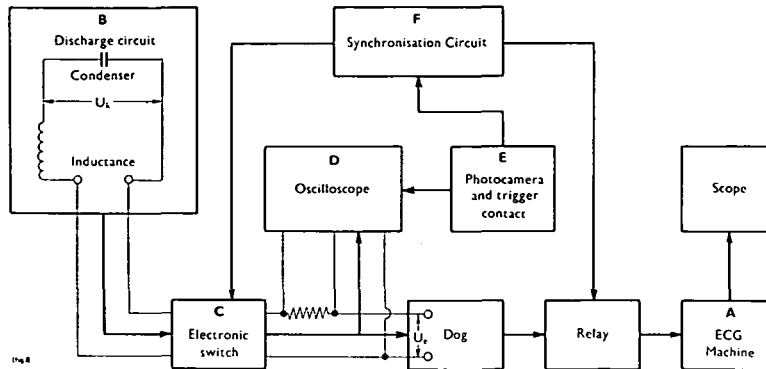 B
Discharge circuit
Condenser
Uk
Inductance
F
Synchronisation Circuit
D
Oscilloscope
E
Photocamera
and trigger
contact
Scope
C
Electronic
switch
Ue
Dog
Relay
A
ECG
Machine